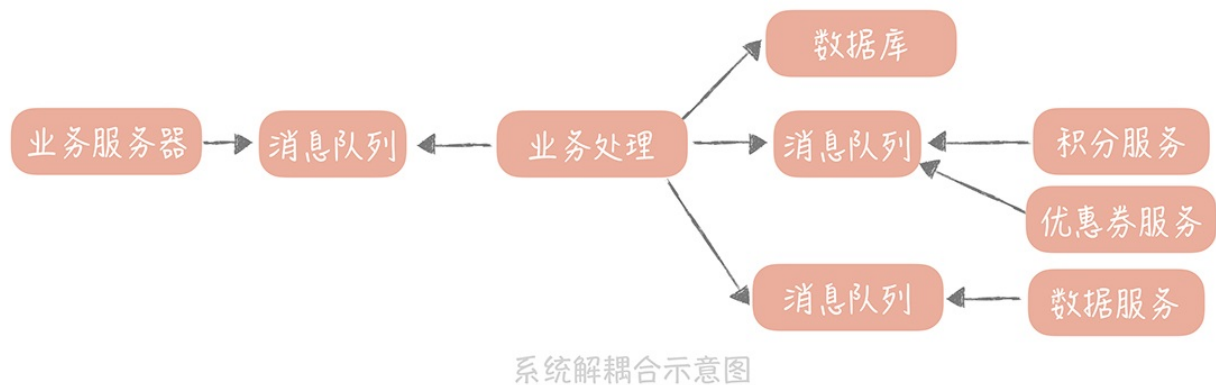 数据库
业务服务器
消息队列
业务处理
消息队列
积分服务
优惠券服务
消息队列
数据服务
系统解耦合示意图